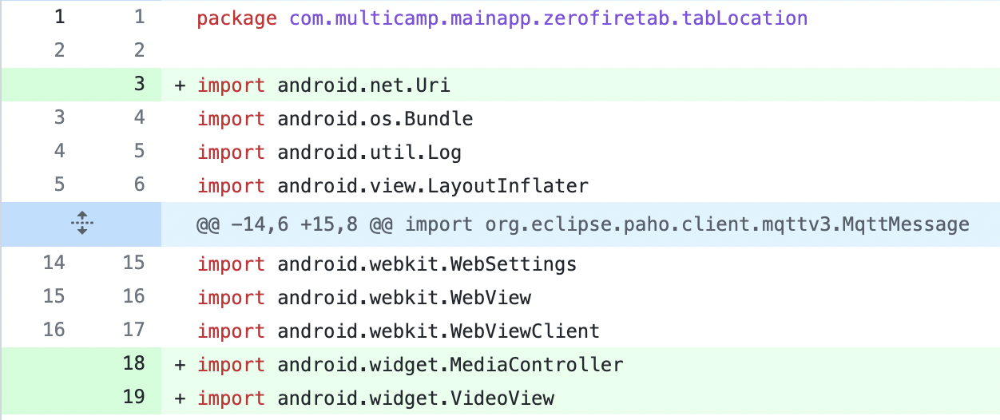 1 1 package com.multicamp.mainapp.zerofiretab.tabLocation
2 2
3 + import android.net.Uri
3 4 import android.os.Bundle
4 5 import android.util.Log
5 6 import android.view.LayoutInflater
@@ -14,6 +15,8 @@ import org.eclipse.paho.client.mqttv3.MqttMessage
14 15 import android.webkit.WebSettings
15 16 import android.webkit.WebView
16 17 import android.webkit.WebViewClient
18 + import android.widget.MediaController
19 + import android.widget.VideoView